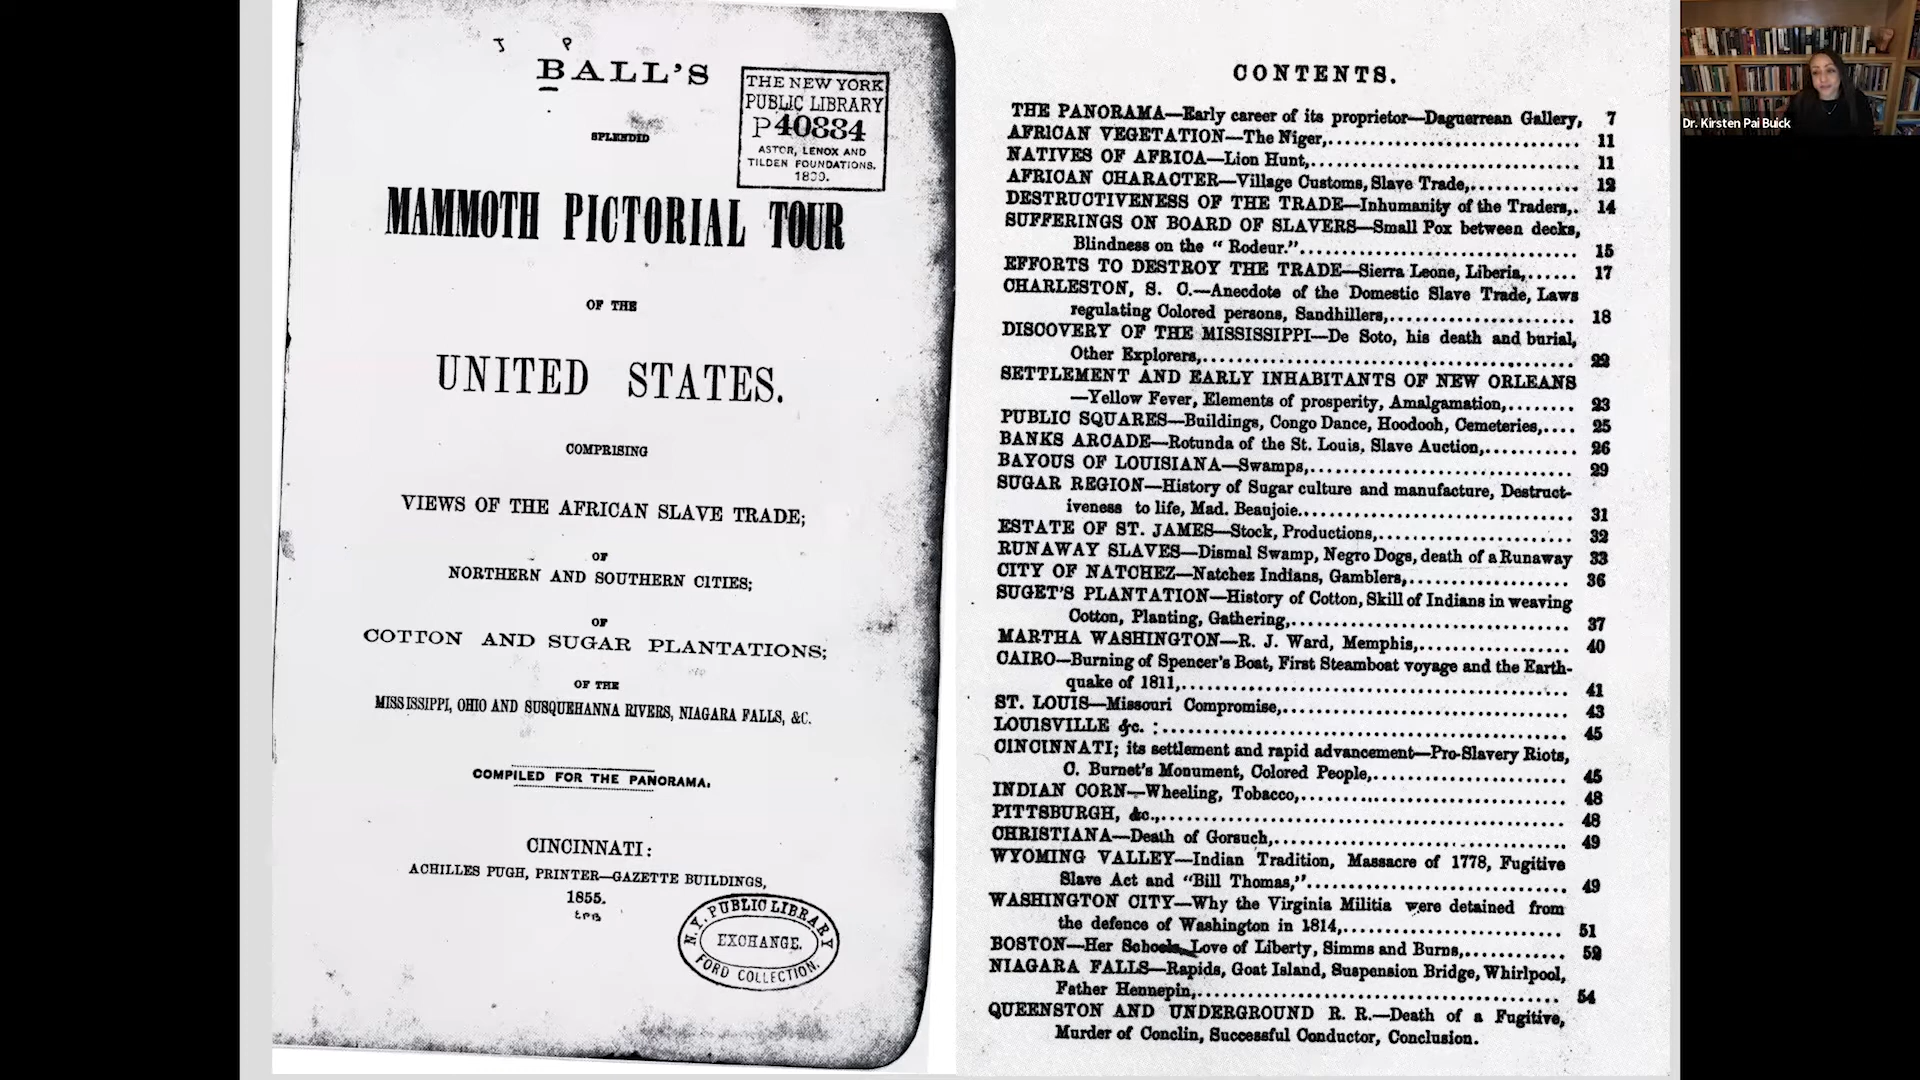 J P
BALL'S
SPLENDID
MAMMOTH PICTORIAL TOUR
OF THE
UNITED STATES.
COMPRISING
VIEWS OF THE AFRICAN SLAVE TRADE;
OF
NORTHERN AND SOUTHERN CITIES;
OF
COTTON AND SUGAR PLANTATIONS;
OF THE
MISSISSIPPI, OHIO AND SUSQUEHANNA RIVERS, NIAGARA FALLS, &C.
COMPILED FOR THE PANORAMA.
CINCINNATI:
ACHILLES PUGH, PRINTER—GAZETTE BUILDINGS,
1855.
THE NEW YORK
PUBLIC LIBRARY
P40884
ASTOR, LENOX AND
TILDEN FOUNDATIONS.
N.Y. PUBLIC LIBRARY
EXCHANGE.
FORD COLLECTION.
CONTENTS.
THE PANORAMA—Early career of its proprietor—Daguerrean Gallery, 7
AFRICAN VEGETATION—The Niger,.............................. 11
NATIVES OF AFRICA—Lion Hunt,............................... 11
AFRICAN CHARACTER—Village Customs, Slave Trade,............ 12
DESTRUCTIVENESS OF THE TRADE—Inhumanity of the Traders,. 14
SUFFERINGS ON BOARD OF SLAVERS—Small Pox between decks,
Blindness on the "Rodeur."................................ 15
EFFORTS TO DESTROY THE TRADE—Sierra Leone, Liberia,...... 17
CHARLESTON, S. C.—Anecdote of the Domestic Slave Trade, Laws
regulating Colored persons, Sandhillers,..................... 18
DISCOVERY OF THE MISSISSIPPI—De Soto, his death and burial,
Other Explorers,........................................... 22
SETTLEMENT AND EARLY INHABITANTS OF NEW ORLEANS
—Yellow Fever, Elements of prosperity, Amalgamation,........ 23
PUBLIC SQUARES—Buildings, Congo Dance, Hoodooh, Cemeteries,.... 25
BANKS ARCADE—Rotunda of the St. Louis, Slave Auction,.......... 26
BAYOUS OF LOUISIANA—Swamps,................................ 29
SUGAR REGION—History of Sugar culture and manufacture, Destruct-
iveness to life, Mad. Beaujoie............................... 31
ESTATE OF ST. JAMES—Stock, Productions,...................... 32
RUNAWAY SLAVES—Dismal Swamp, Negro Dogs, death of a Runaway 33
CITY OF NATCHEZ—Natches Indians, Gamblers,................... 36
SUGET'S PLANTATION—History of Cotton, Skill of Indians in weaving
Cotton, Planting, Gathering,................................ 37
MARTHA WASHINGTON—R. J. Ward, Memphis,..................... 40
CAIRO—Burning of Spencer's Boat, First Steamboat voyage and the Earth-
quake of 1811,............................................. 41
ST. LOUIS—Missouri Compromise,............................... 43
LOUISVILLE &c. :............................................. 45
CINCINNATI; its settlement and rapid advancement—Pro-Slavery Riots,
C. Burnet's Monument, Colored People,....................... 45
INDIAN CORN—Wheeling, Tobacco,............................. 48
PITTSBURGH, &c.,............................................. 48
CHRISTIANA—Death of Gorsuch,................................ 49
WYOMING VALLEY—Indian Tradition, Massacre of 1778, Fugitive
Slave Act and "Bill Thomas,"............................... 49
WASHINGTON CITY—Why the Virginia Militia were detained from
the defence of Washington in 1814,.......................... 51
BOSTON—Her Schools, Love of Liberty, Simms and Burns,............ 52
NIAGARA FALLS—Rapids, Goat Island, Suspension Bridge, Whirlpool,
Father Hennepin,........................................... 54
QUEENSTON AND UNDERGROUND R. R.—Death of a Fugitive,
Murder of Conclin, Successful Conductor, Conclusion.
Dr. Kirsten Pai Buick